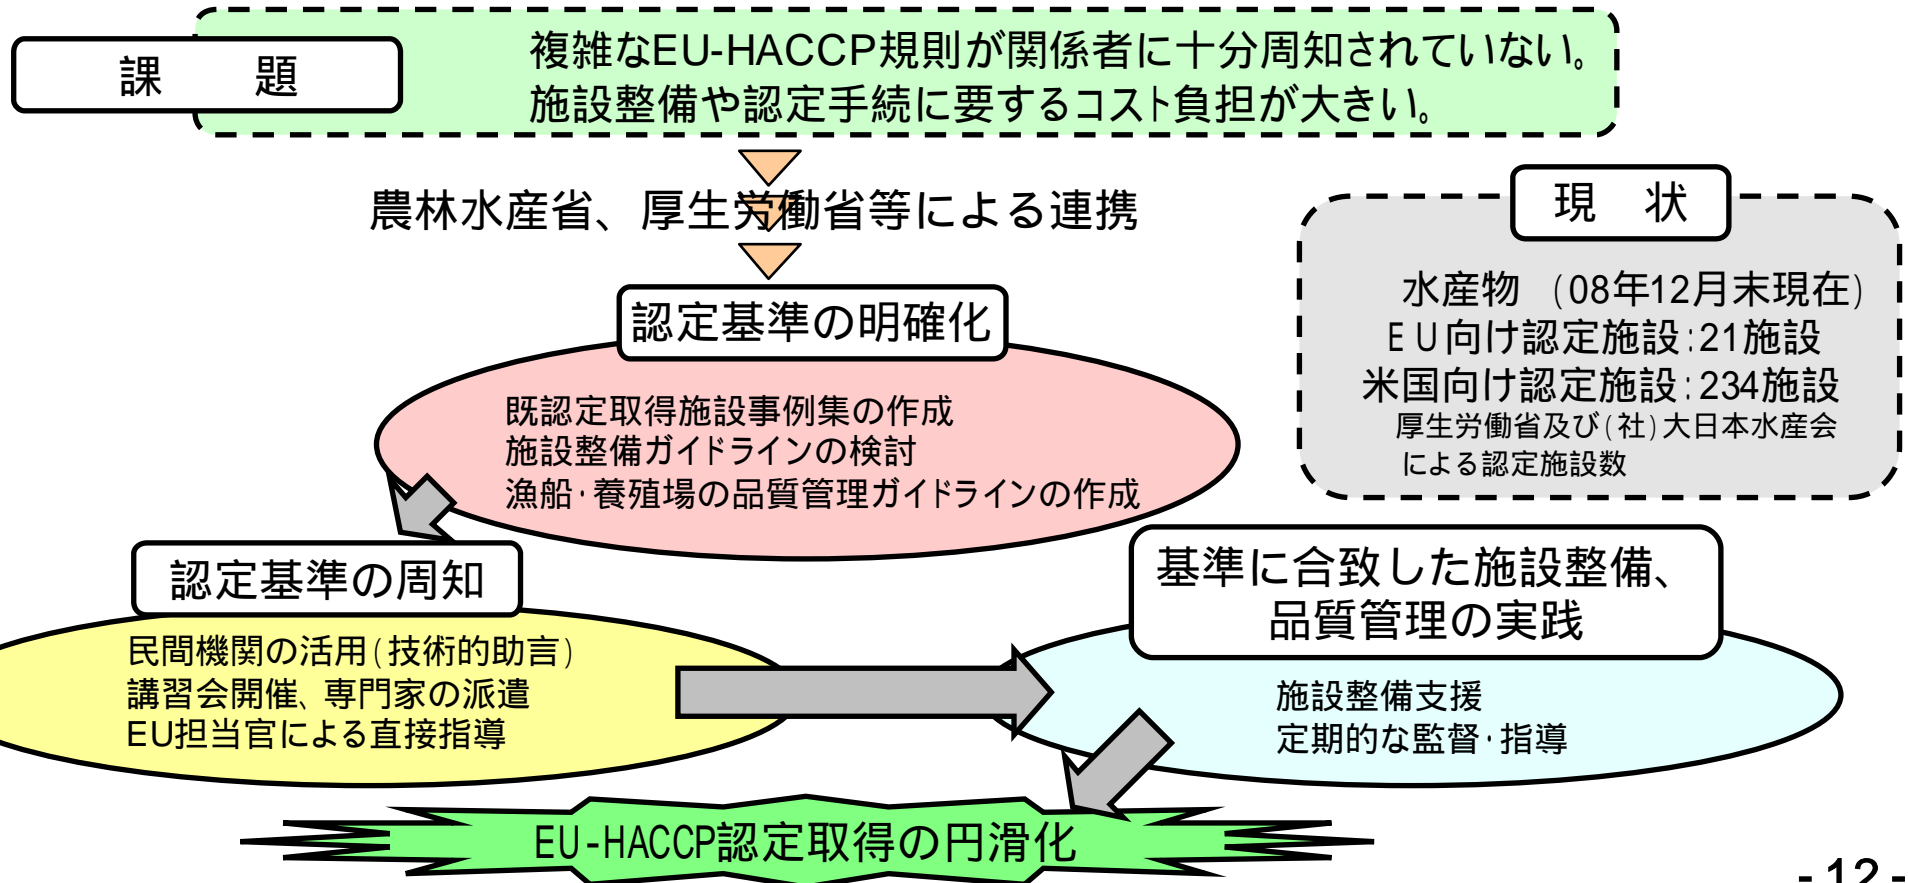 課　題
複雑なEU-HACCP規則が関係者に十分周知されていない。
施設整備や認定手続に要するコスト負担が大きい。
農林水産省、厚生労働省等による連携
現　状
水産物 （08年12月末現在）
ＥＵ向け認定施設：21施設
米国向け認定施設：234施設
厚生労働省及び（社）大日本水産会
による認定施設数
認定基準の明確化
既認定取得施設事例集の作成
施設整備ガイドラインの検討
漁船・養殖場の品質管理ガイドラインの作成
認定基準の周知
民間機関の活用（技術的助言）
講習会開催、専門家の派遣
EU担当官による直接指導
基準に合致した施設整備、
品質管理の実践
施設整備支援
定期的な監督・指導
EU-HACCP認定取得の円滑化
- 12 -